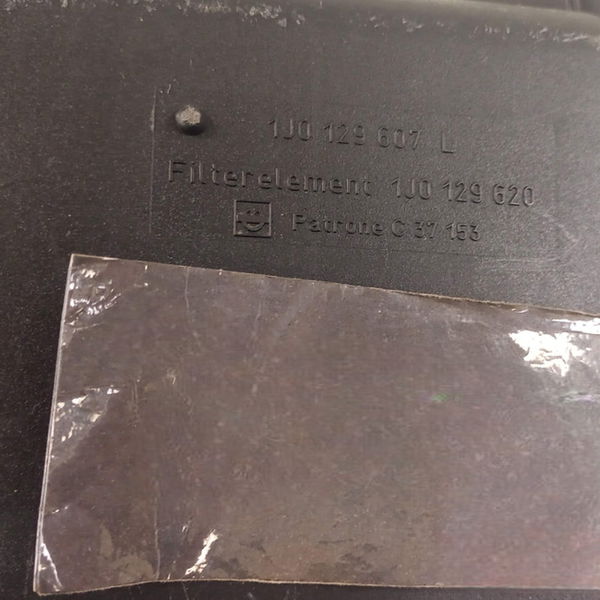 1J0 129 607 L
Filterelement 1J0 129 620
Patrone C 37 153